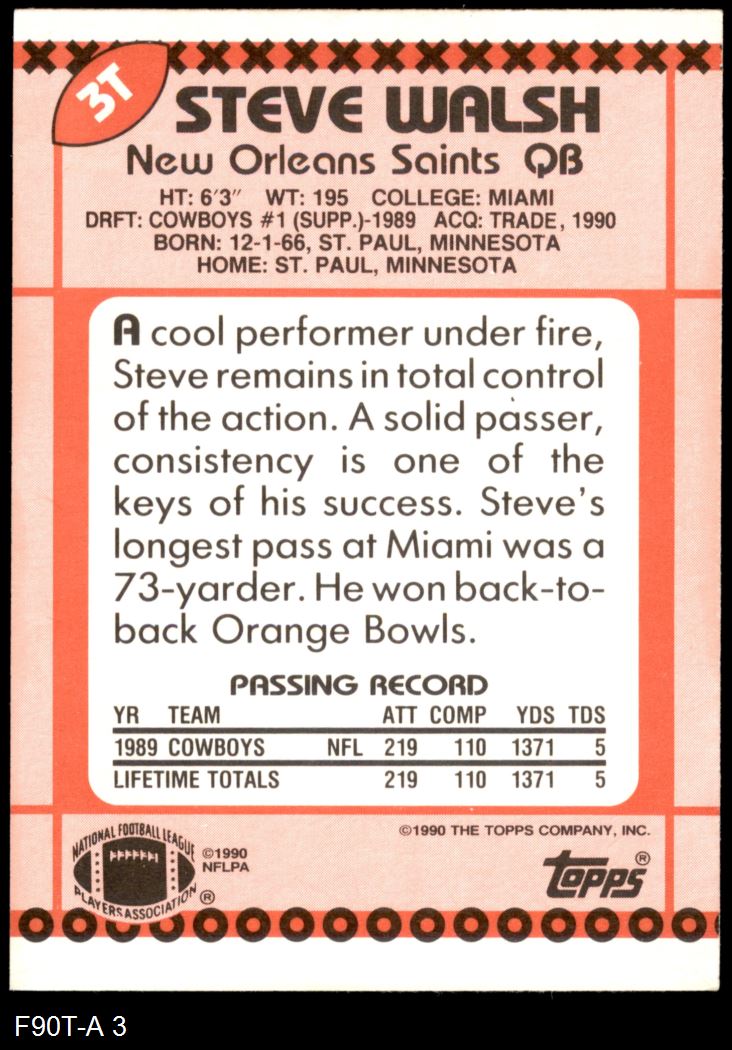 3T
STEVE WALSH
New Orleans Saints QB
HT: 6'3" WT: 195 COLLEGE: MIAMI
DRFT: COWBOYS #1 (SUPP.)-1989 ACQ: TRADE, 1990
BORN: 12-1-66, ST. PAUL, MINNESOTA
HOME: ST. PAUL, MINNESOTA
A cool performer under fire,
Steve remains in total control
of the action. A solid passer,
consistency is one of the
keys of his success. Steve's
longest pass at Miami was a
73-yarder. He won back-to-
back Orange Bowls.
PASSING RECORD
YR TEAM ATT COMP YDS TDS
1989 COWBOYS NFL 219 110 1371 5
LIFETIME TOTALS 219 110 1371 5
©1990 THE TOPPS COMPANY, INC.
NATIONAL FOOTBALL LEAGUE
PLAYERS ASSOCIATION ®
©1990
NFLPA
topps®
F90T-A 3